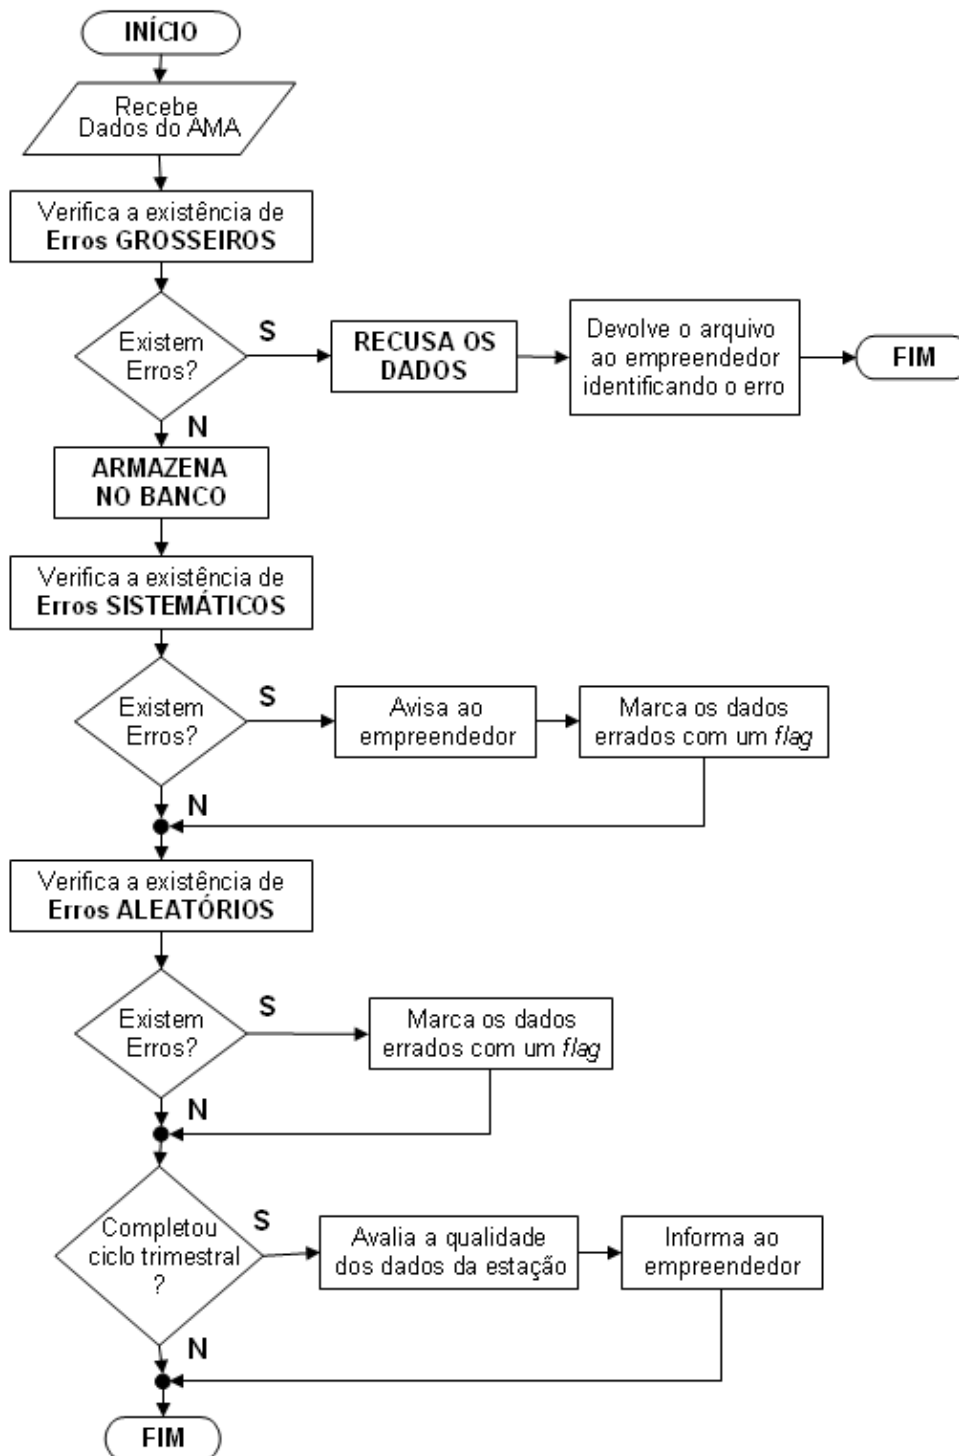 INÍCIO
Recebe
Dados do AMA
Verifica a existência de
Erros GROSSEIROS
Existem
Erros?
S
RECUSA OS
DADOS
Devolve o arquivo
ao empreendedor
identificando o erro
FIM
N
ARMAZENA
NO BANCO
Verifica a existência de
Erros SISTEMÁTICOS
Existem
Erros?
S
Avisa ao
empreendedor
Marca os dados
errados com um flag
N
Verifica a existência de
Erros ALEATÓRIOS
Existem
Erros?
S
Marca os dados
errados com um flag
N
Completou
ciclo trimestral
?
S
Avalia a qualidade
dos dados da estação
Informa ao
empreendedor
N
FIM